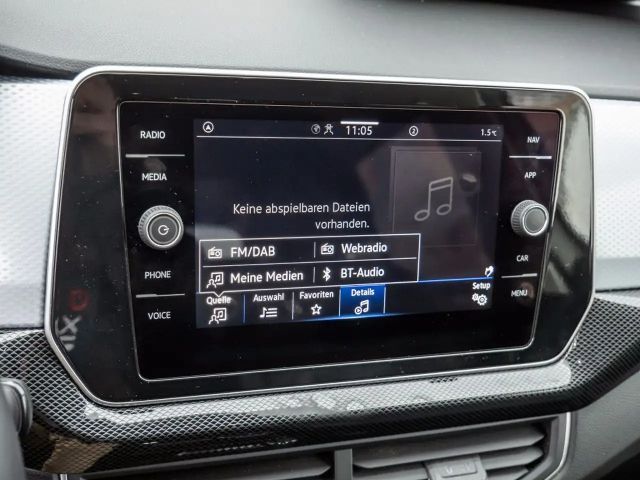 RADIO
MEDIA
PHONE
VOICE
11:05
2
1.5°C
Keine abspielbaren Dateien
vorhanden.
FM/DAB
Webradio
Meine Medien
BT-Audio
Quelle
Auswahl
Favoriten
Details
Setup
NAV
APP
CAR
MENU